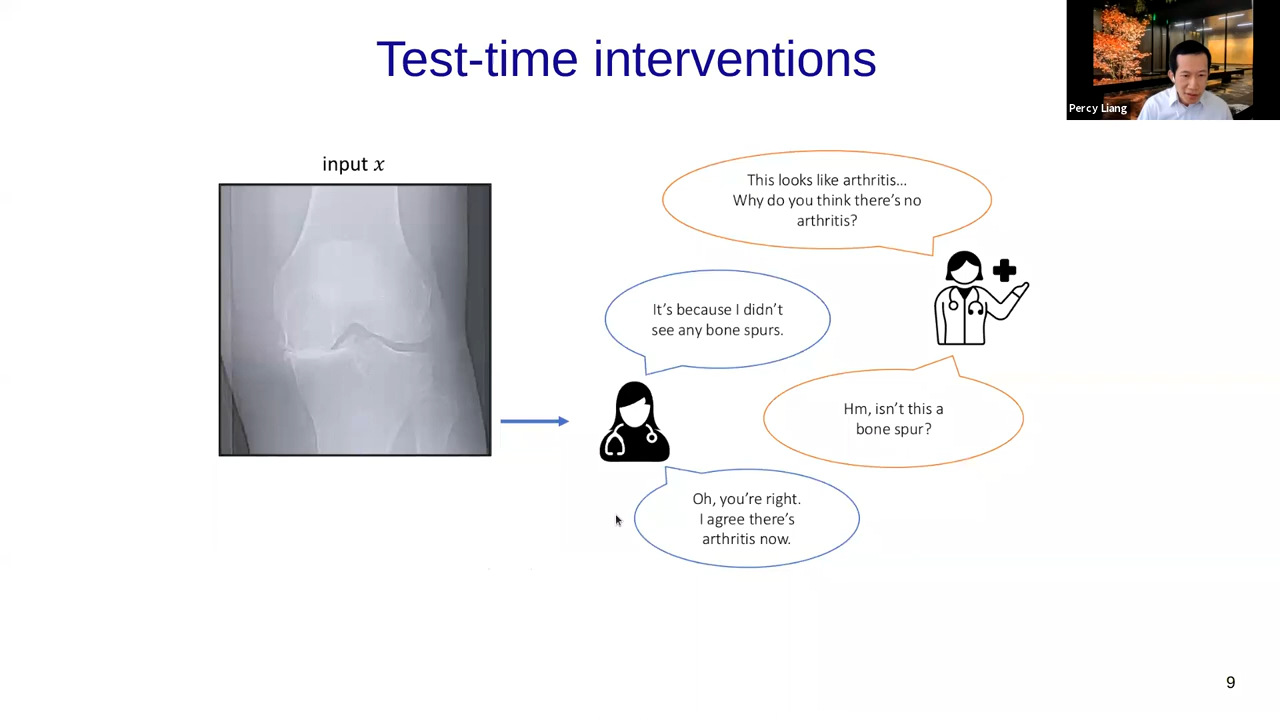 Test-time interventions
Percy Liang
input x
This looks like arthritis...
Why do you think there's no
arthritis?
It's because I didn't
see any bone spurs.
Hm, isn't this a
bone spur?
Oh, you're right.
I agree there's
arthritis now.
9